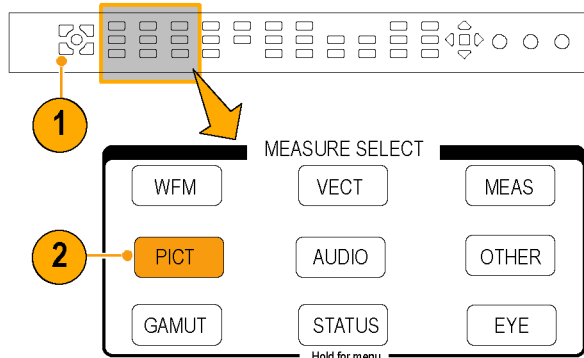 1
MEASURE SELECT
WFM VECT MEAS
2 PICT AUDIO OTHER
GAMUT STATUS EYE
Hold for menu